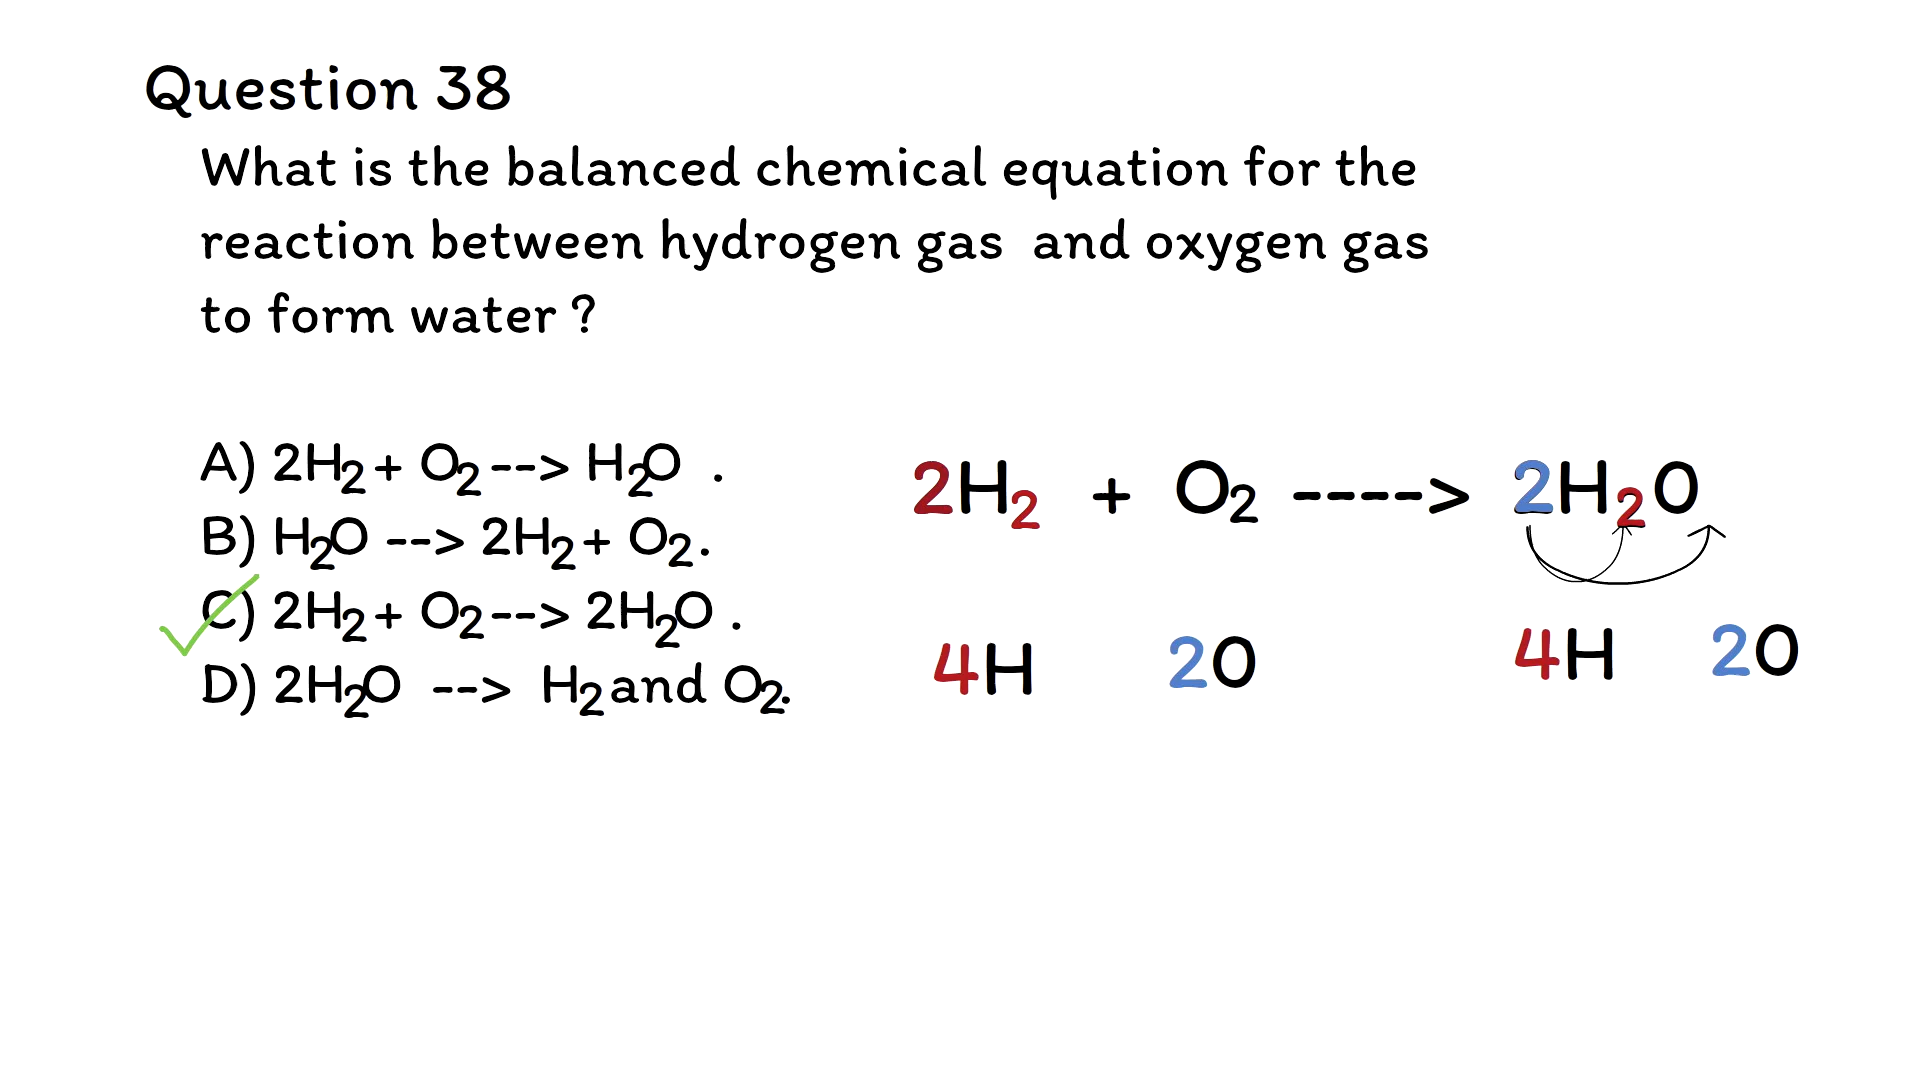 Question 38
What is the balanced chemical equation for the
reaction between hydrogen gas and oxygen gas
to form water ?
A) 2H₂ + O₂ --> H₂O .
B) H₂O --> 2H₂ + O₂ .
C) 2H₂ + O₂ --> 2H₂O .
D) 2H₂O --> H₂ and O₂.
2H₂ + O₂ ----> 2H₂O
4H 2O 4H 2O